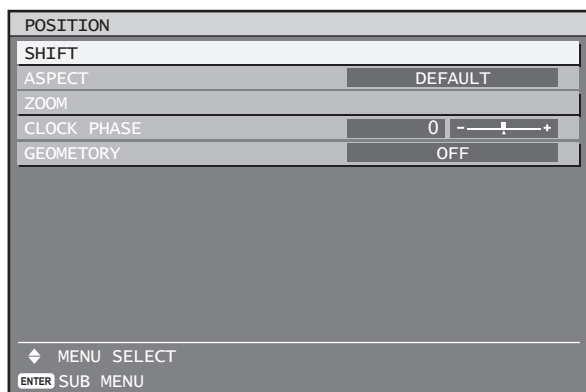 POSITION
SHIFT
ASPECT DEFAULT
ZOOM
CLOCK PHASE 0 - +
GEOMETORY OFF
MENU SELECT
ENTER SUB MENU